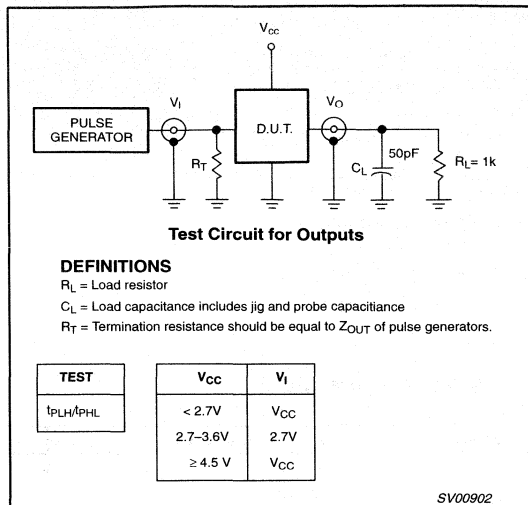 Vcc
VI
VO
PULSE
GENERATOR
D.U.T.
RT
50pF
CL
RL= 1k
Test Circuit for Outputs
DEFINITIONS
RL = Load resistor
CL = Load capacitance includes jig and probe capacitiance
RT = Termination resistance should be equal to ZOUT of pulse generators.
TEST
tPLH/tPHL
VCC VI
< 2.7V VCC
2.7–3.6V 2.7V
≥ 4.5 V VCC
SV00902